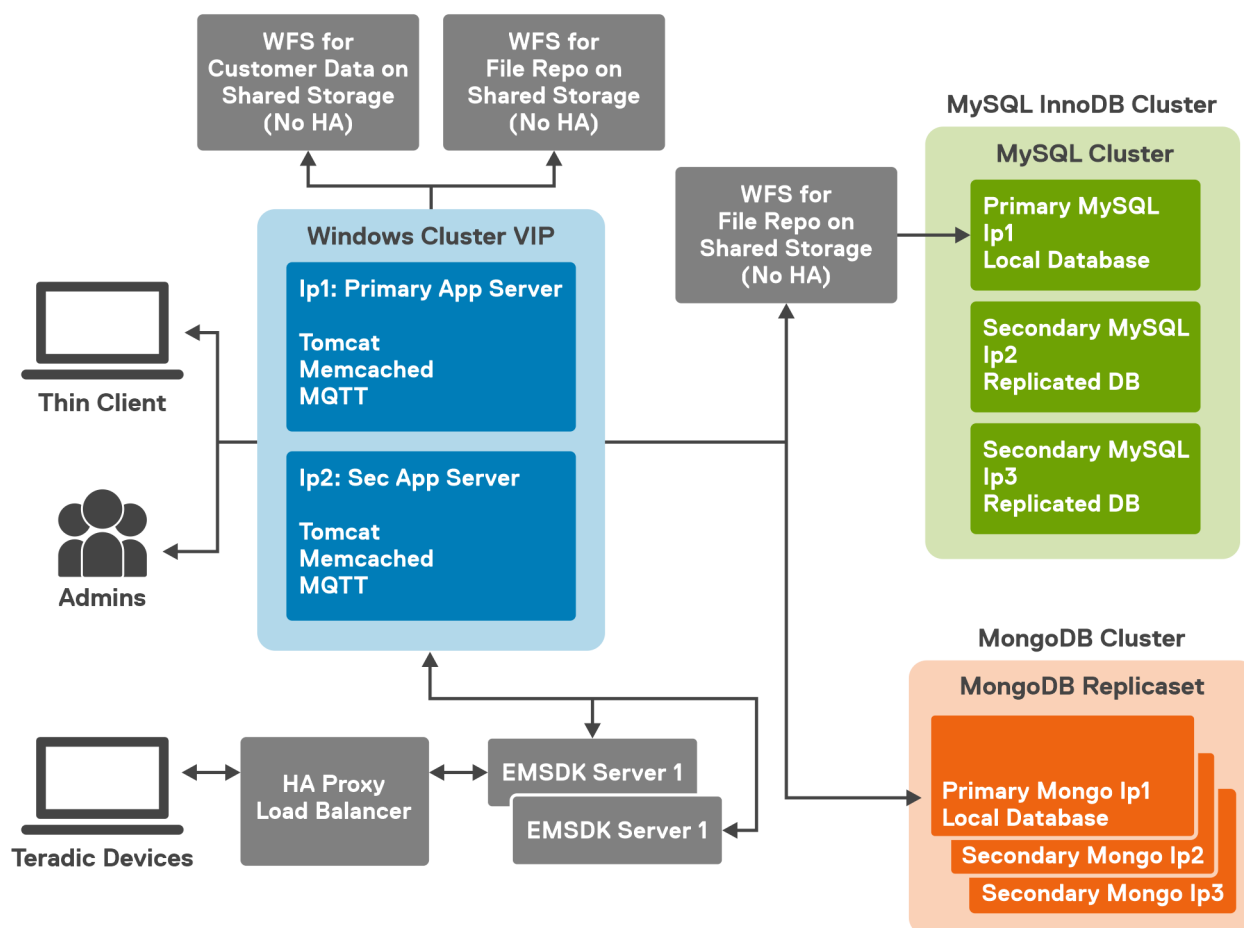 WFS for
Customer Data on
Shared Storage
(No HA)
WFS for
File Repo on
Shared Storage
(No HA)
MySQL InnoDB Cluster
MySQL Cluster
Primary MySQL
Ip1
Local Database
Secondary MySQL
Ip2
Replicated DB
Secondary MySQL
Ip3
Replicated DB
WFS for
File Repo on
Shared Storage
(No HA)
Windows Cluster VIP
Ip1: Primary App Server
Tomcat
Memcached
MQTT
Ip2: Sec App Server
Tomcat
Memcached
MQTT
Thin Client
Admins
MongoDB Cluster
MongoDB Replicaset
Primary Mongo Ip1
Local Database
Secondary Mongo Ip2
Secondary Mongo Ip3
Teradic Devices
HA Proxy
Load Balancer
EMSDK Server 1
EMSDK Server 1